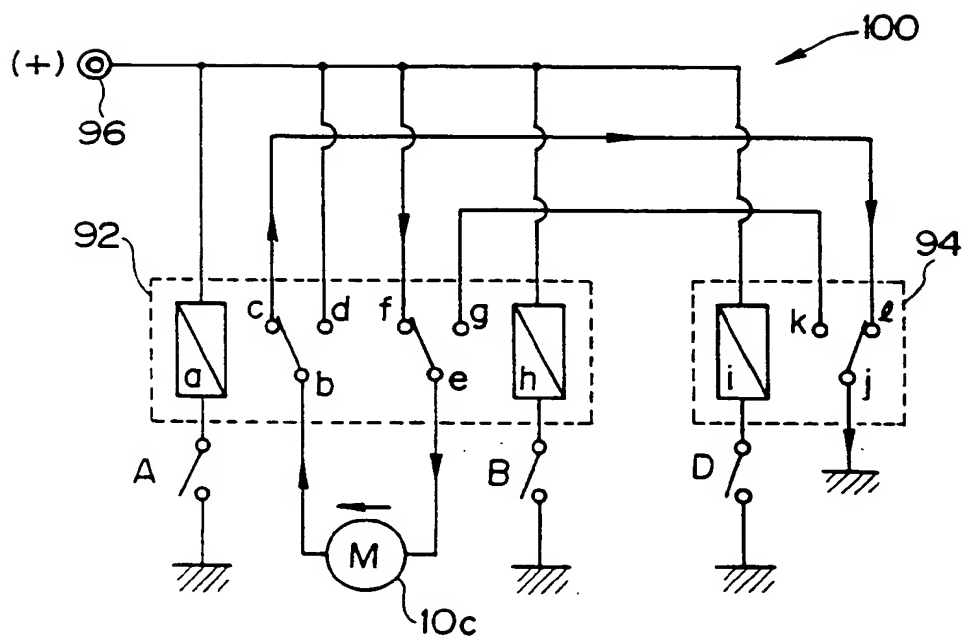 100
(+)
96
92
94
c d f g k ℓ
a b e h i j
A B D
M
10c